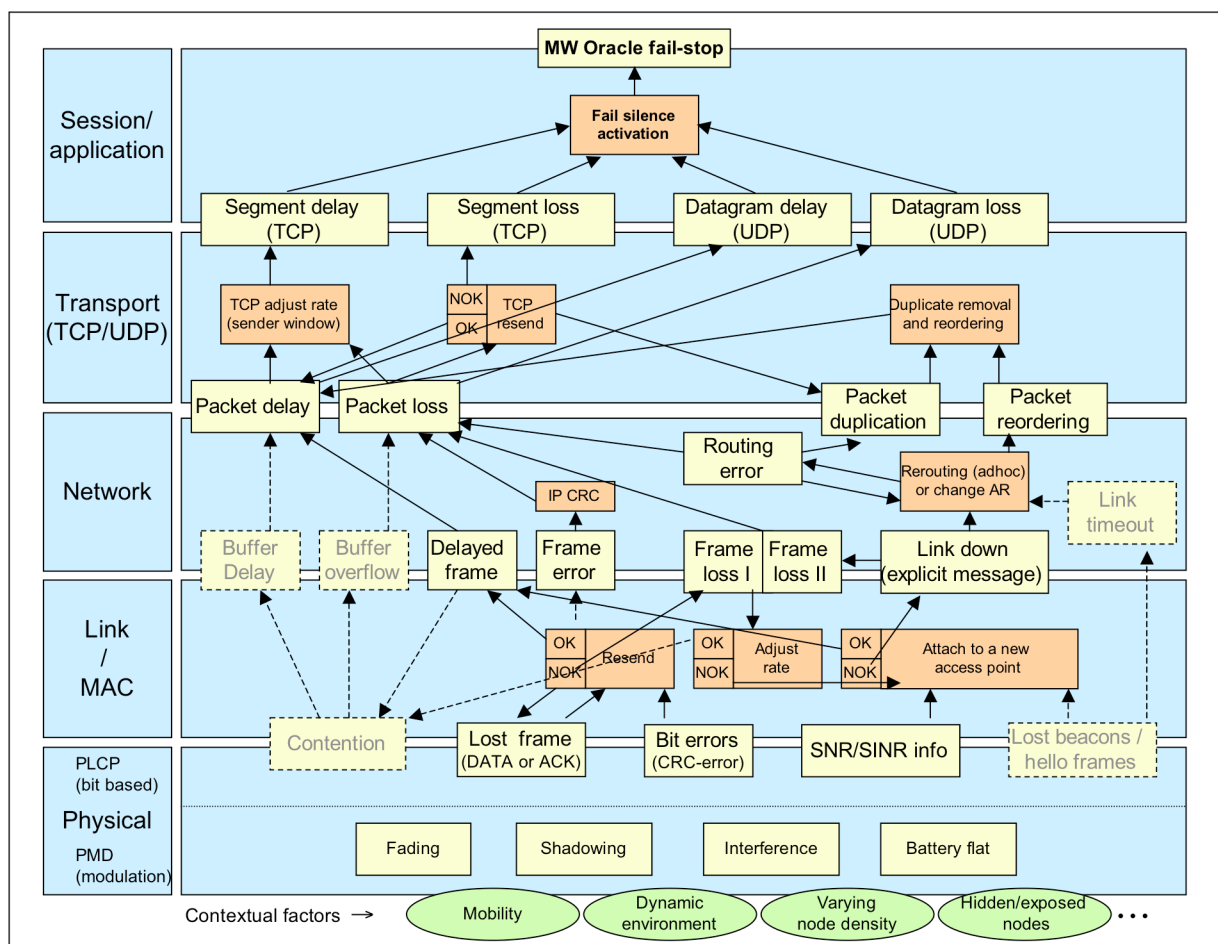 MW Oracle fail-stop
Session/
application
Fail silence
activation
Segment delay
(TCP)
Segment loss
(TCP)
Datagram delay
(UDP)
Datagram loss
(UDP)
Transport
(TCP/UDP)
TCP adjust rate
(sender window)
NOK
OK
TCP
resend
Duplicate removal
and reordering
Packet delay
Packet loss
Packet
duplication
Packet
reordering
Network
Routing
error
Rerouting (adhoc)
or change AR
IP CRC
Link
timeout
Buffer
Delay
Buffer
overflow
Delayed
frame
Frame
error
Frame
loss I
Frame
loss II
Link down
(explicit message)
Link
/
MAC
OK
NOK
Resend
OK
NOK
Adjust
rate
OK
NOK
Attach to a new
access point
Contention
Lost frame
(DATA or ACK)
Bit errors
(CRC-error)
SNR/SINR info
Lost beacons /
hello frames
PLCP
(bit based)
Physical
PMD
(modulation)
Fading
Shadowing
Interference
Battery flat
Contextual factors →
Mobility
Dynamic
environment
Varying
node density
Hidden/exposed
nodes
• • •